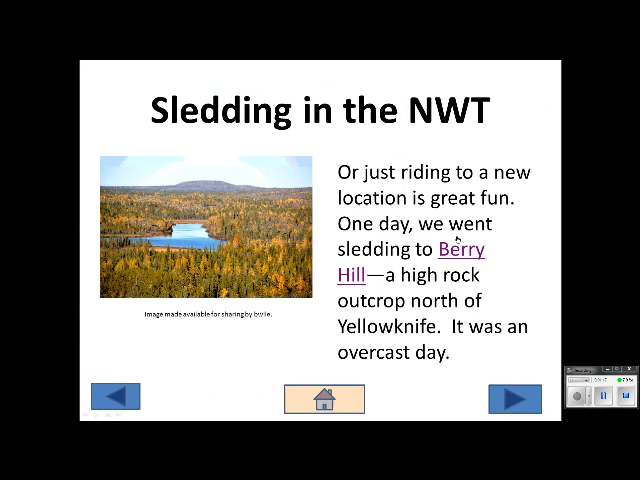 Sledding in the NWT
Or just riding to a new
location is great fun.
One day, we went
sledding to Berry
Hill—a high rock
outcrop north of
Yellowknife. It was an
overcast day.
Image made available for sharing by bwile.